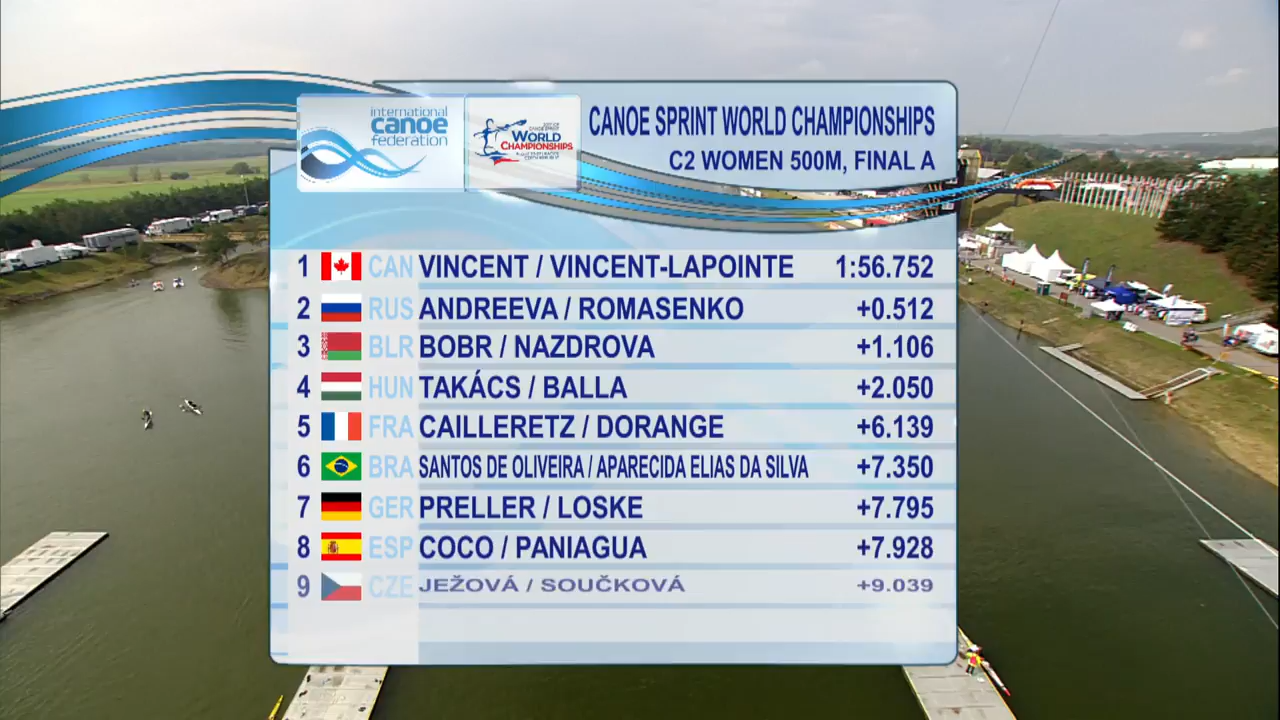 international
canoe
federation
WORLD
CHAMPIONSHIPS
CANOE SPRINT WORLD CHAMPIONSHIPS
C2 WOMEN 500M, FINAL A
1 CAN VINCENT / VINCENT-LAPOINTE 1:56.752
2 RUS ANDREEVA / ROMASENKO +0.512
3 BLR BOBR / NAZDROVA +1.106
4 HUN TAKÁCS / BALLA +2.050
5 FRA CAILLERETZ / DORANGE +6.139
6 BRA SANTOS DE OLIVEIRA / APARECIDA ELIAS DA SILVA +7.350
7 GER PRELLER / LOSKE +7.795
8 ESP COCO / PANIAGUA +7.928
9 CZE JEŽOVÁ / SOUČKOVÁ +9.039